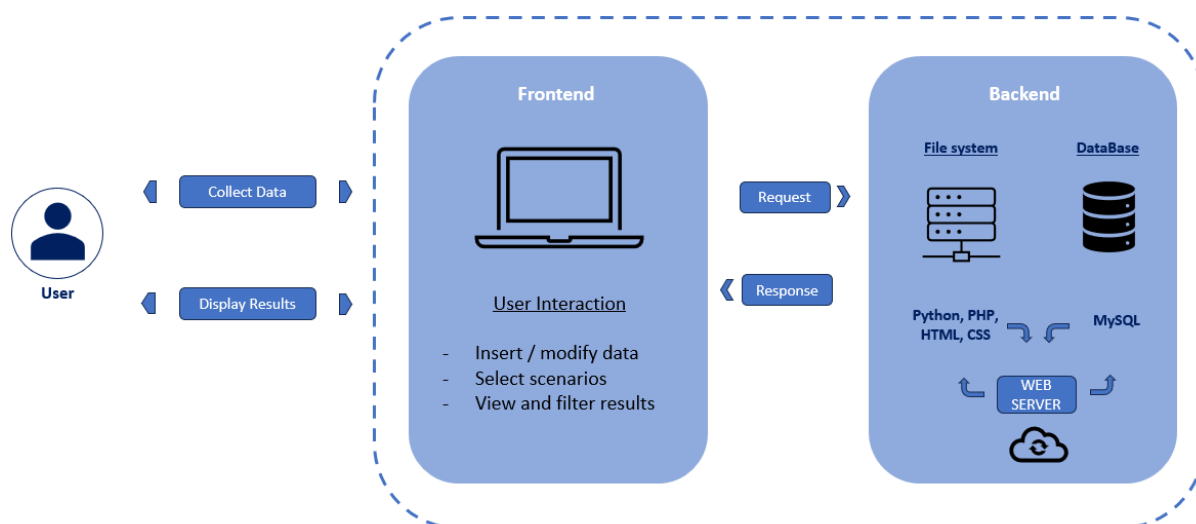 User
Collect Data
Display Results
Frontend
User Interaction
- Insert / modify data
- Select scenarios
- View and filter results
Request
Response
Backend
File system
DataBase
Python, PHP,
HTML, CSS
MySQL
WEB
SERVER